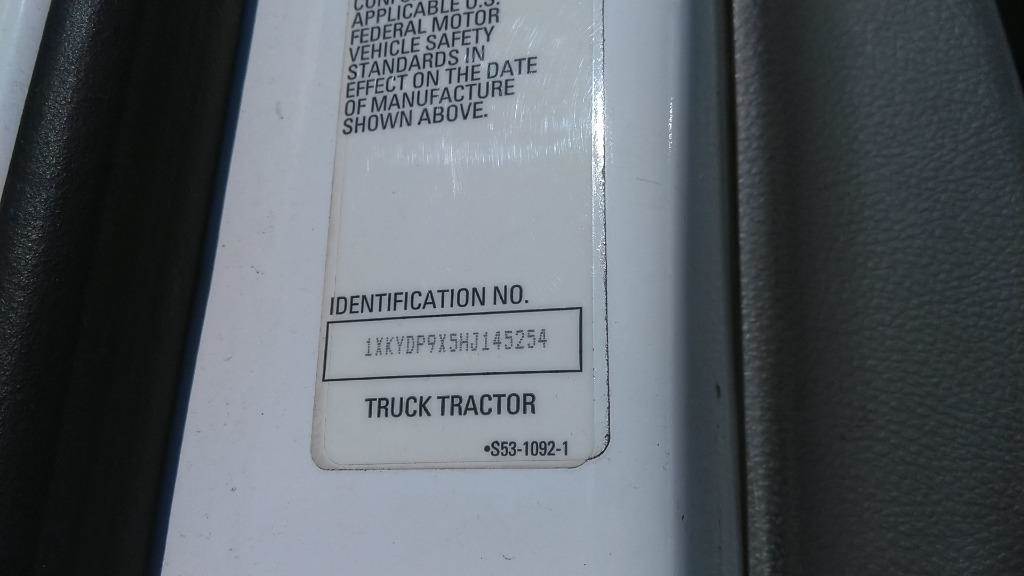 APPLICABLE U.S.
FEDERAL MOTOR
VEHICLE SAFETY
STANDARDS IN
EFFECT ON THE DATE
OF MANUFACTURE
SHOWN ABOVE.
IDENTIFICATION NO.
1XKYDP9X5HJ145254
TRUCK TRACTOR
•S53-1092-1